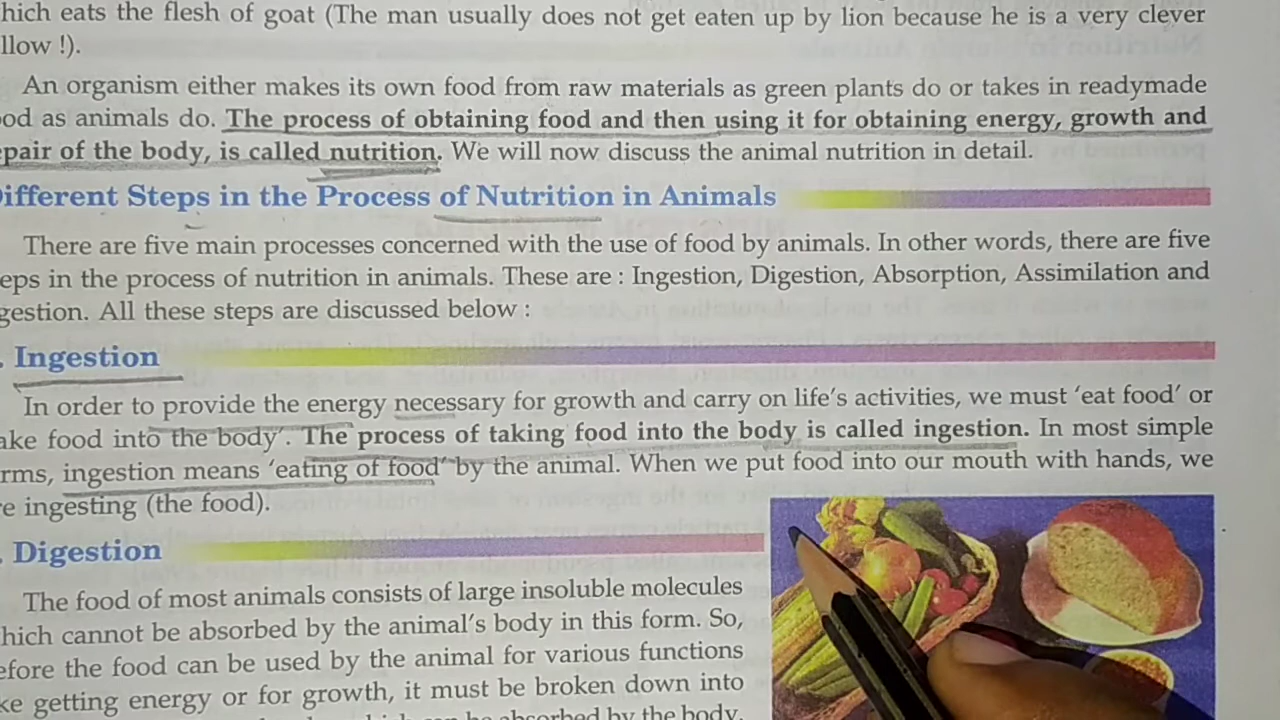 hich eats the flesh of goat (The man usually does not get eaten up by lion because he is a very clever
llow !).
An organism either makes its own food from raw materials as green plants do or takes in readymade
od as animals do. The process of obtaining food and then using it for obtaining energy, growth and
pair of the body, is called nutrition. We will now discuss the animal nutrition in detail.
ifferent Steps in the Process of Nutrition in Animals
There are five main processes concerned with the use of food by animals. In other words, there are five
eps in the process of nutrition in animals. These are : Ingestion, Digestion, Absorption, Assimilation and
gestion. All these steps are discussed below :
. Ingestion
In order to provide the energy necessary for growth and carry on life's activities, we must 'eat food' or
ake food into the body'. The process of taking food into the body is called ingestion. In most simple
rms, ingestion means 'eating of food' by the animal. When we put food into our mouth with hands, we
e ingesting (the food).
. Digestion
The food of most animals consists of large insoluble molecules
hich cannot be absorbed by the animal's body in this form. So,
efore the food can be used by the animal for various functions
ke getting energy or for growth, it must be broken down into
be absorbed by the body.